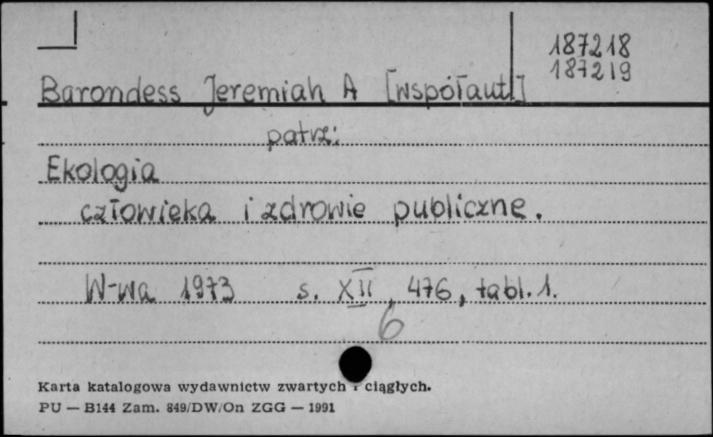 187218
187219
Barondess Jeremiah A [współaut.]
patrz:
Ekologia
człowieka i zdrowie publiczne.
W-wa 1973 s. XII, 476, tabl. 1.
6
Karta katalogowa wydawnictw zwartych i ciągłych.
PU — B144 Zam. 849/DW/On ZGG — 1991